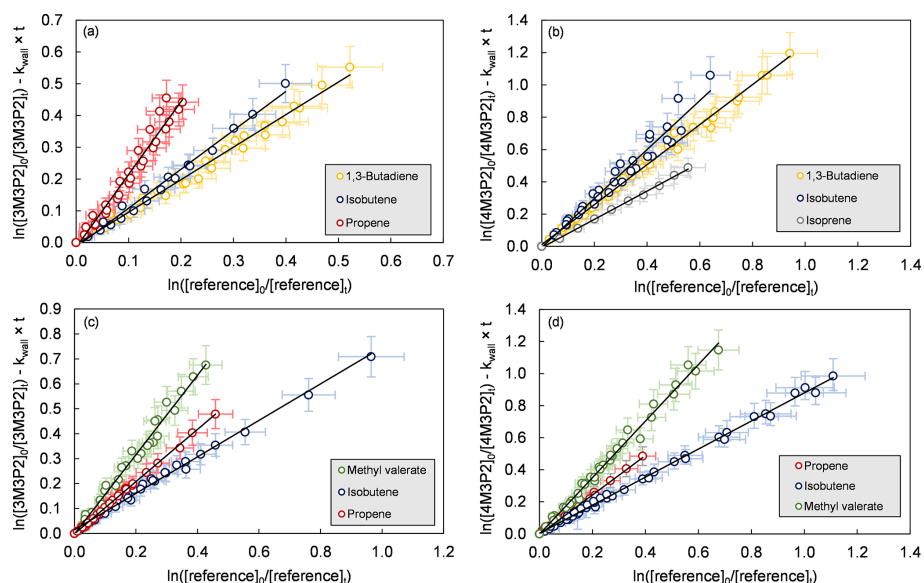 (a)
ln([3M3P2]₀/[3M3P2]ₜ) - k_wall × t
0.7
0.6
0.5
0.4
0.3
0.2
0.1
0.0
1,3-Butadiene
Isobutene
Propene
0.0 0.1 0.2 0.3 0.4 0.5 0.6 0.7
ln([reference]₀/[reference]ₜ)
(b)
ln([4M3P2]₀/[4M3P2]ₜ) - k_wall × t
1.4
1.2
1.0
0.8
0.6
0.4
0.2
0.0
1,3-Butadiene
Isobutene
Isoprene
0.0 0.2 0.4 0.6 0.8 1.0 1.2 1.4
ln([reference]₀/[reference]ₜ)
(c)
ln([3M3P2]₀/[3M3P2]ₜ) - k_wall × t
0.9
0.8
0.7
0.6
0.5
0.4
0.3
0.2
0.1
0.0
Methyl valerate
Isobutene
Propene
0.0 0.2 0.4 0.6 0.8 1.0 1.2
ln([reference]₀/[reference]ₜ)
(d)
ln([4M3P2]₀/[4M3P2]ₜ) - k_wall × t
1.4
1.2
1.0
0.8
0.6
0.4
0.2
0.0
Propene
Isobutene
Methyl valerate
0.0 0.2 0.4 0.6 0.8 1.0 1.2 1.4
ln([reference]₀/[reference]ₜ)